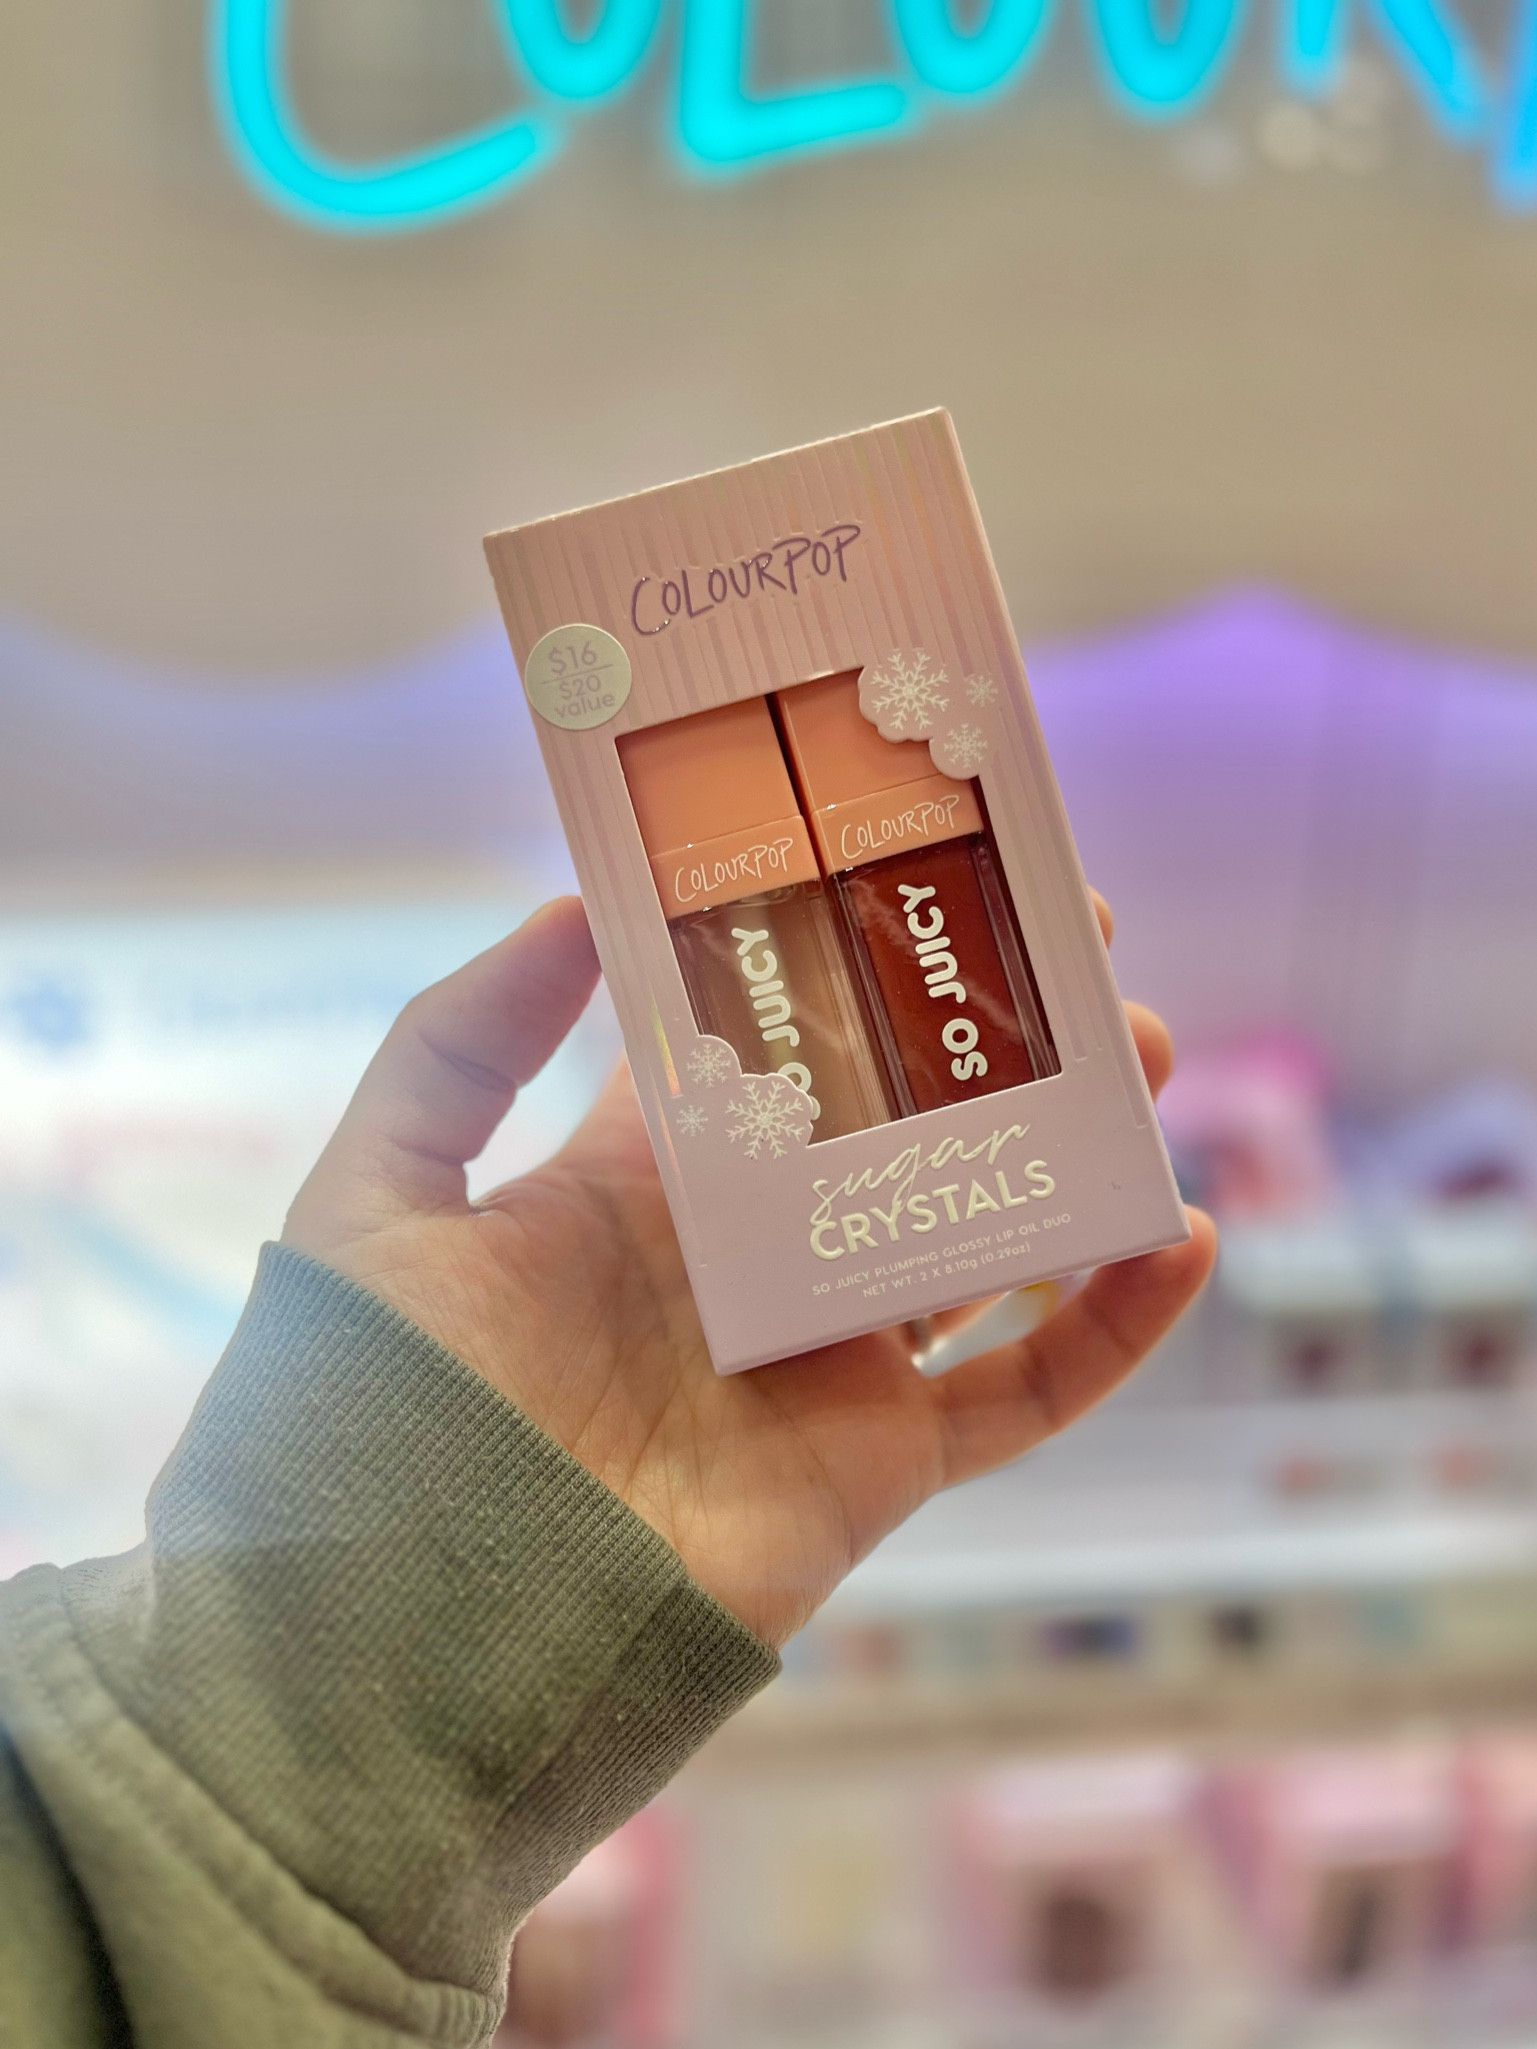 COLOUR
COLOURPOP
$16
$20
value
COLOURPOP
COLOURPOP
SO JUICY
SO JUICY
sugar
CRYSTALS
SO JUICY PLUMPING GLOSSY LIP OIL DUO
NET WT. 2 X 8.10g (0.29oz)